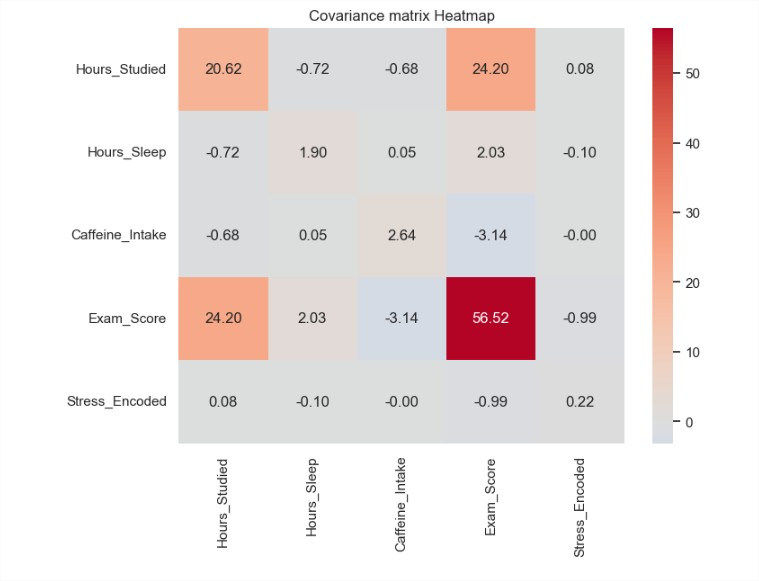 Covariance matrix Heatmap
Hours_Studied 20.62 -0.72 -0.68 24.20 0.08
Hours_Sleep -0.72 1.90 0.05 2.03 -0.10
Caffeine_Intake -0.68 0.05 2.64 -3.14 -0.00
Exam_Score 24.20 2.03 -3.14 56.52 -0.99
Stress_Encoded 0.08 -0.10 -0.00 -0.99 0.22
Hours_Studied
Hours_Sleep
Caffeine_Intake
Exam_Score
Stress_Encoded
50
40
30
20
10
0